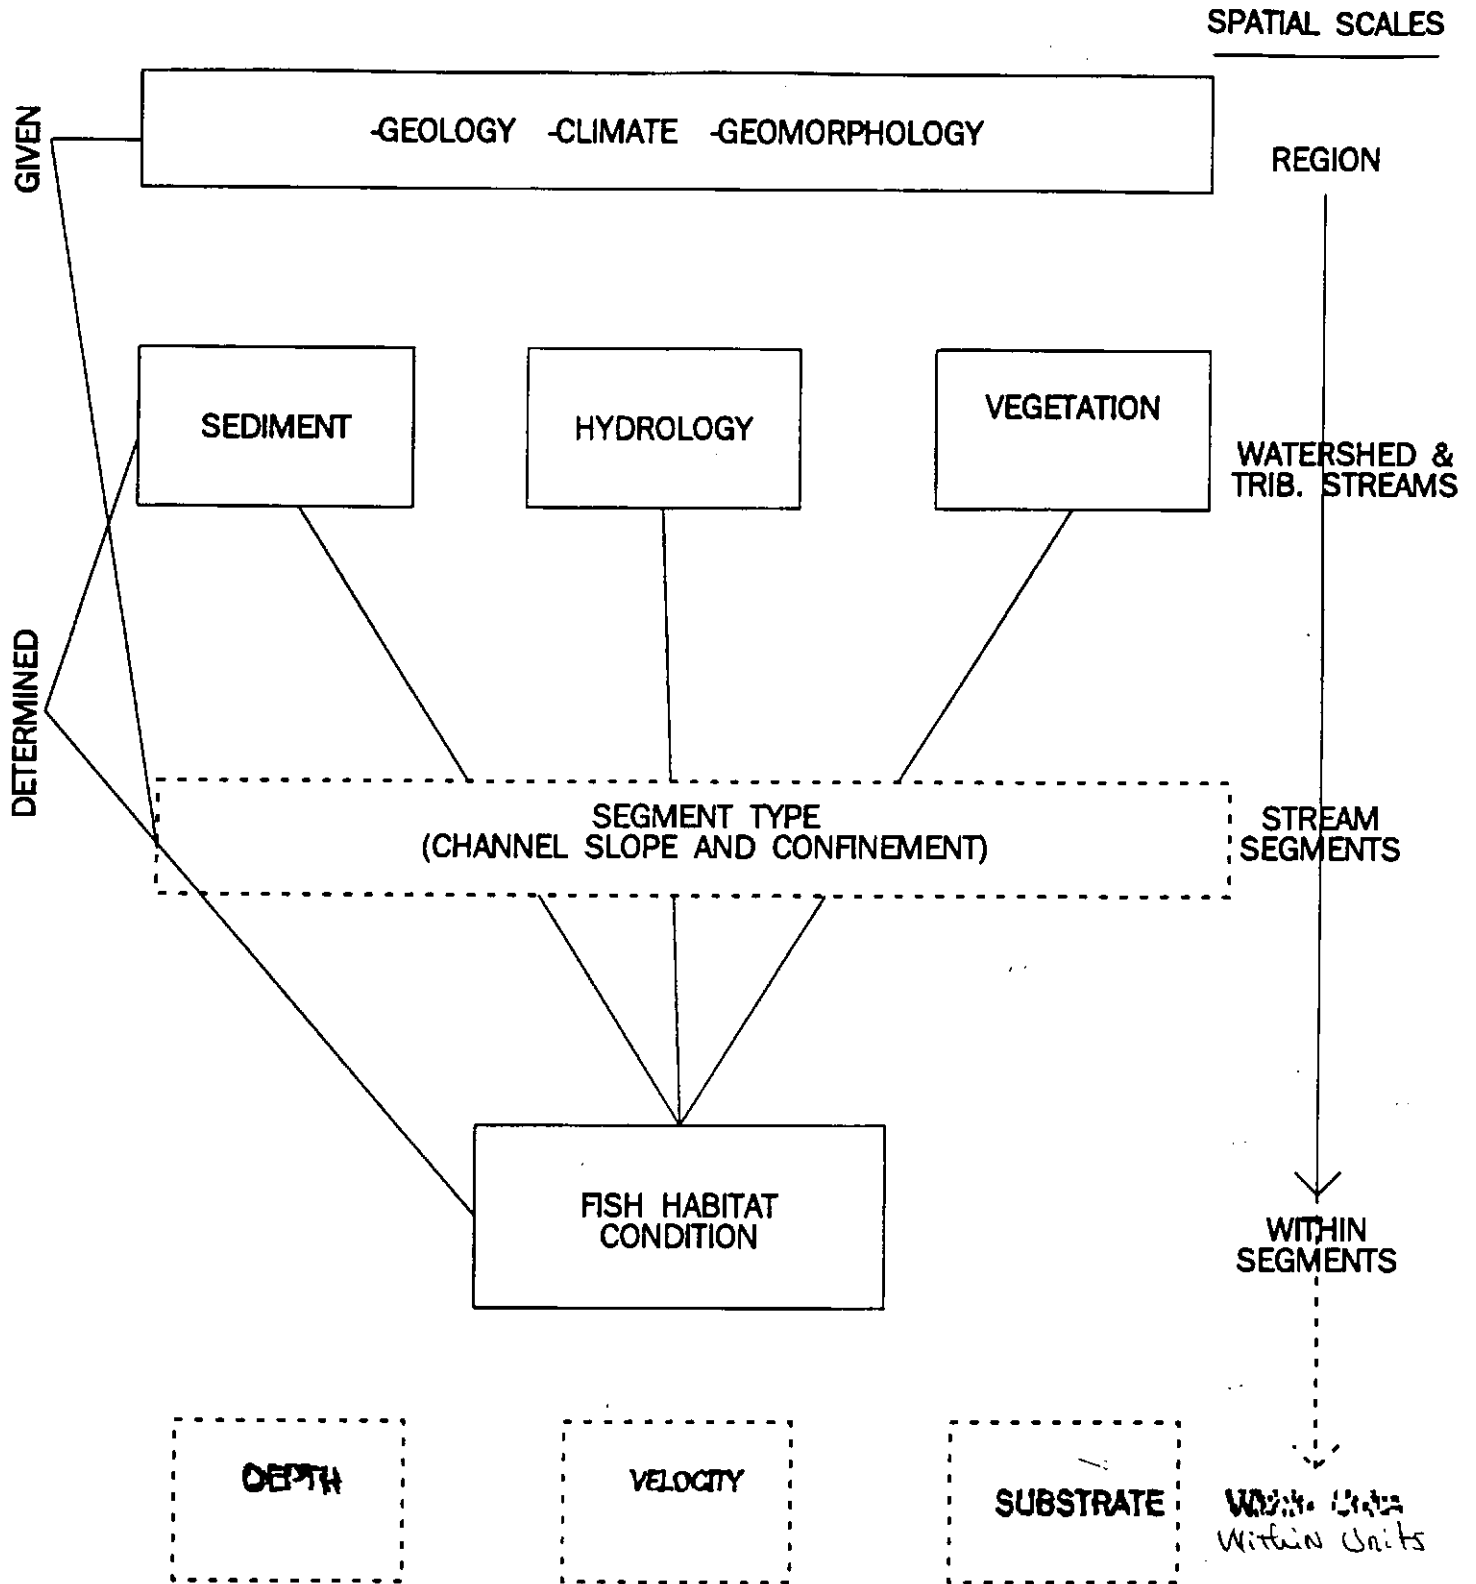 SPATIAL SCALES
GIVEN
-GEOLOGY -CLIMATE -GEOMORPHOLOGY
REGION
SEDIMENT
HYDROLOGY
VEGETATION
WATERSHED &
TRIB. STREAMS
DETERMINED
SEGMENT TYPE
(CHANNEL SLOPE AND CONFINEMENT)
STREAM
SEGMENTS
FISH HABITAT
CONDITION
WITHIN
SEGMENTS
DEPTH
VELOCITY
SUBSTRATE
Within Units